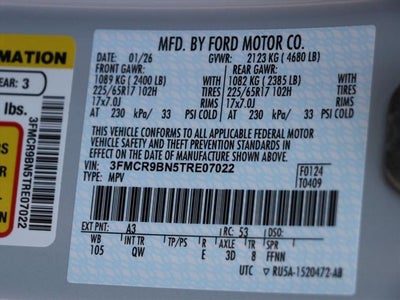 RMATION
EAR: 3
lbs.
3FMCR9BN5TRE07022
MFD. BY FORD MOTOR CO.
DATE: 01/26 GVWR: 2123 KG ( 4680 LB)
FRONT GAWR: REAR GAWR:
1089 KG ( 2400 LB) WITH 1082 KG ( 2385 LB) WITH
225/65R17 102H TIRES 225/65R17 102H TIRES
17x7.0J RIMS 17x7.0J RIMS
AT 230 kPa/ 33 PSI COLD AT 230 kPa/ 33 PSI COLD
THIS VEHICLE CONFORMS TO ALL APPLICABLE FEDERAL MOTOR
VEHICLE SAFETY AND THEFT PREVENTION STANDARDS IN
EFFECT ON THE DATE OF MANUFACTURE SHOWN ABOVE.
VIN: 3FMCR9BN5TRE07022 F0124
TYPE: MPV T0409
EXT PNT: A3 RC: 53 DSO:
WB INT TR TP/PS R AXLE TR SPR
105 QW E 3D 8 FFNN
UTC RU5A-1520472-AB